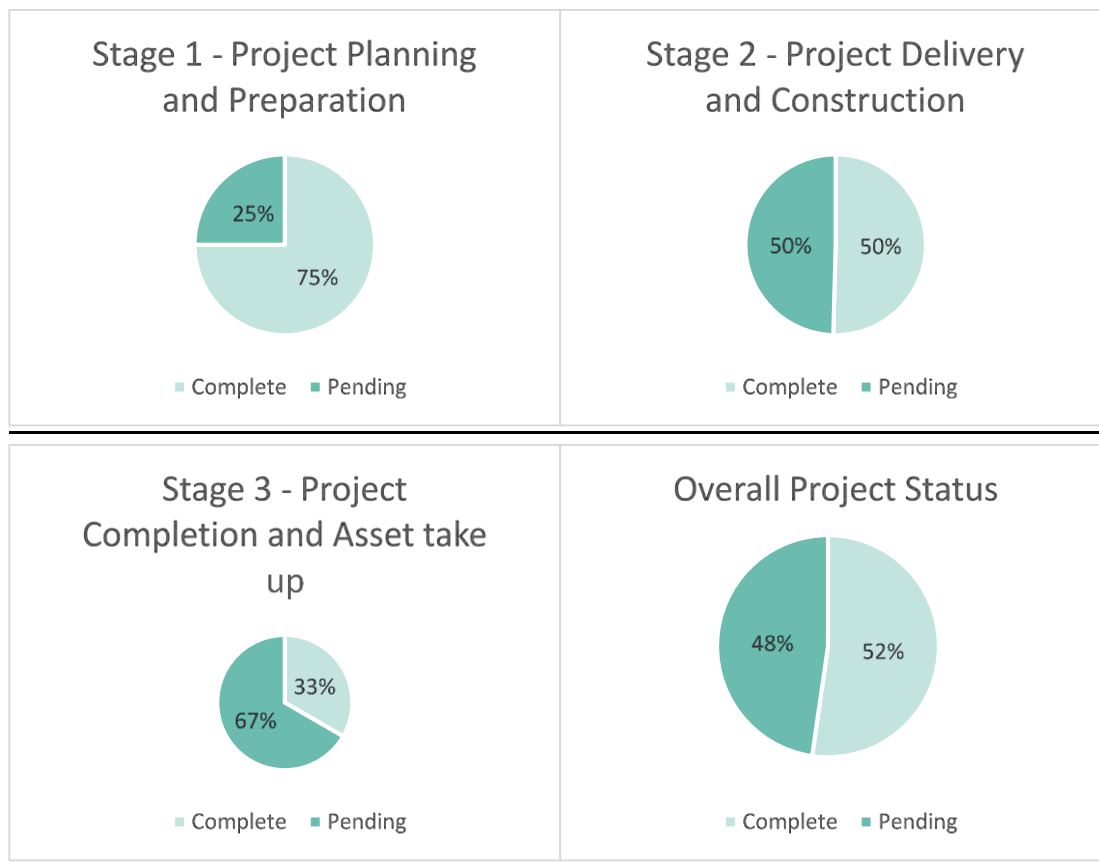 Stage 1 - Project Planning
and Preparation
25%
75%
Complete Pending
Stage 2 - Project Delivery
and Construction
50% 50%
Complete Pending
Stage 3 - Project
Completion and Asset take
up
33%
67%
Complete Pending
Overall Project Status
48% 52%
Complete Pending